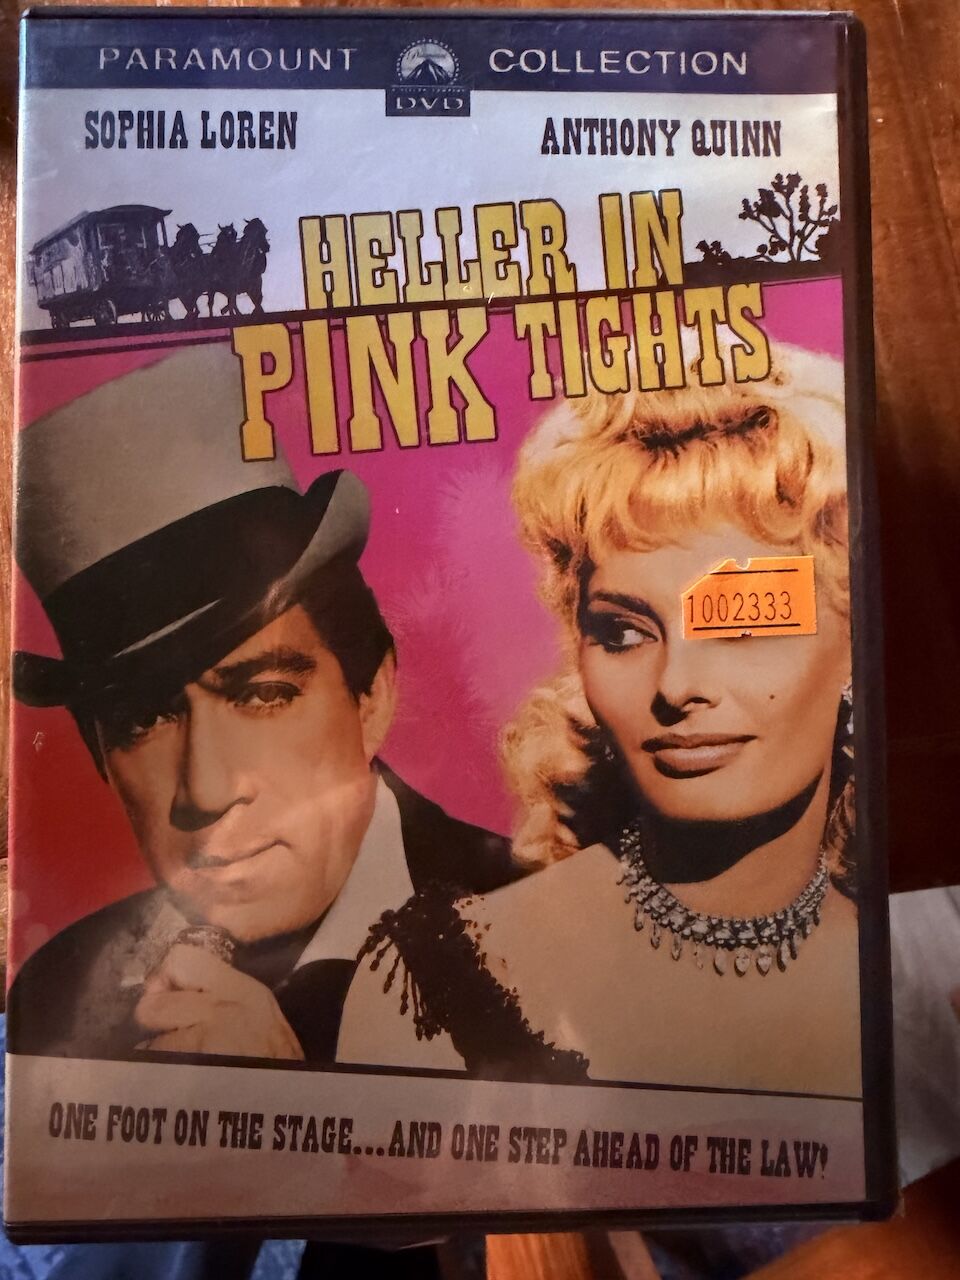 PARAMOUNT COLLECTION
Paramount
DVD
SOPHIA LOREN
ANTHONY QUINN
HELLER IN
PINK TIGHTS
1002333
ONE FOOT ON THE STAGE...AND ONE STEP AHEAD OF THE LAW!